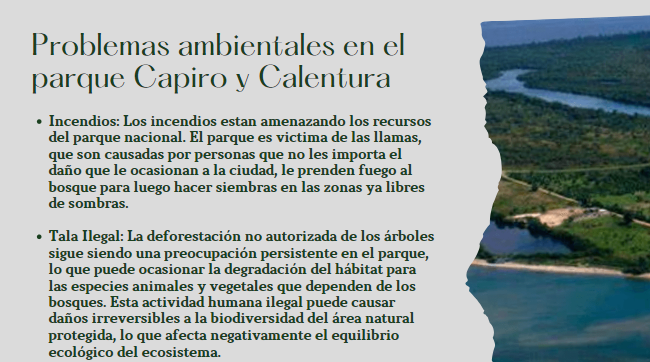 Problemas ambientales en el
parque Capiro y Calentura
• Incendios: Los incendios estan amenazando los recursos
del parque nacional. El parque es victima de las llamas,
que son causadas por personas que no les importa el
daño que le ocasionan a la ciudad, le prenden fuego al
bosque para luego hacer siembras en las zonas ya libres
de sombras.
• Tala Ilegal: La deforestación no autorizada de los árboles
sigue siendo una preocupación persistente en el parque,
lo que puede ocasionar la degradación del hábitat para
las especies animales y vegetales que dependen de los
bosques. Esta actividad humana ilegal puede causar
daños irreversibles a la biodiversidad del área natural
protegida, lo que afecta negativamente el equilibrio
ecológico del ecosistema.